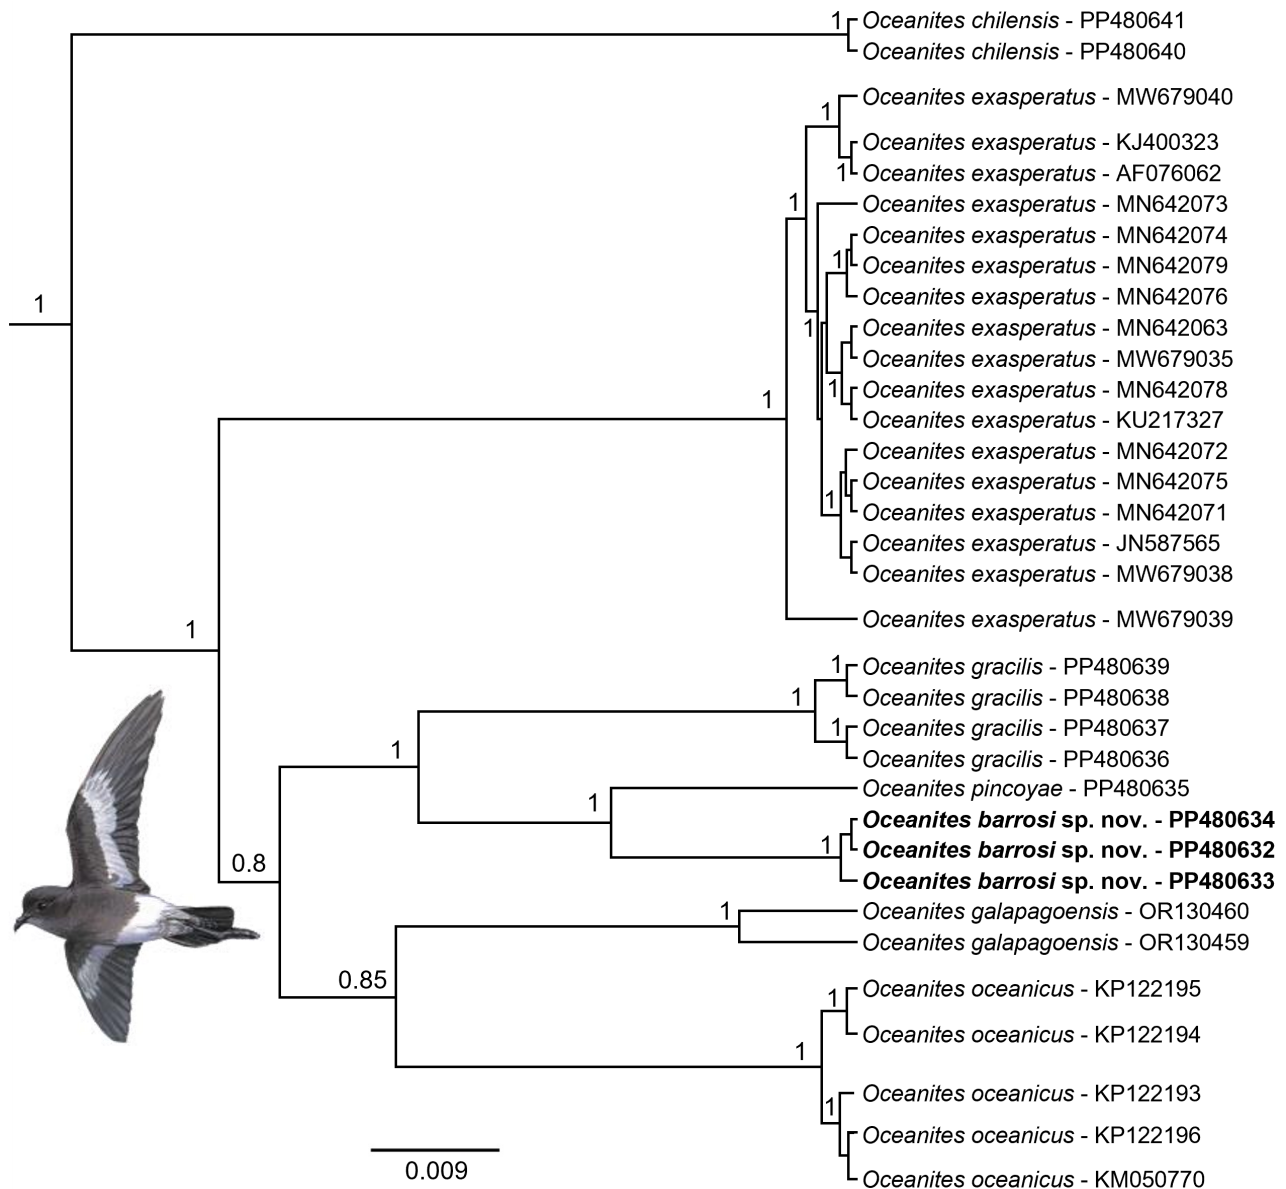 1
Oceanites chilensis - PP480641
Oceanites chilensis - PP480640
Oceanites exasperatus - MW679040
1
Oceanites exasperatus - KJ400323
1
Oceanites exasperatus - AF076062
1
Oceanites exasperatus - MN642073
Oceanites exasperatus - MN642074
1
Oceanites exasperatus - MN642079
Oceanites exasperatus - MN642076
1
1
Oceanites exasperatus - MN642063
Oceanites exasperatus - MW679035
1
Oceanites exasperatus - MN642078
1
Oceanites exasperatus - KU217327
Oceanites exasperatus - MN642072
Oceanites exasperatus - MN642075
1
Oceanites exasperatus - MN642071
Oceanites exasperatus - JN587565
Oceanites exasperatus - MW679038
Oceanites exasperatus - MW679039
1
1
Oceanites gracilis - PP480639
1
Oceanites gracilis - PP480638
1
Oceanites gracilis - PP480637
1
Oceanites gracilis - PP480636
Oceanites pincoyae - PP480635
1
Oceanites barrosi sp. nov. - PP480634
1
Oceanites barrosi sp. nov. - PP480632
0.8
Oceanites barrosi sp. nov. - PP480633
1
Oceanites galapagoensis - OR130460
Oceanites galapagoensis - OR130459
0.85
1
Oceanites oceanicus - KP122195
Oceanites oceanicus - KP122194
1
Oceanites oceanicus - KP122193
1
Oceanites oceanicus - KP122196
0.009
Oceanites oceanicus - KM050770